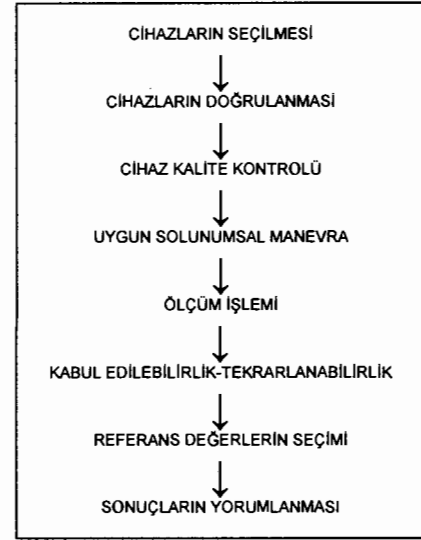 CİHAZLARIN SEÇİLMESİ
CİHAZLARIN DOĞRULANMASİ
CİHAZ KALİTE KONTROLÜ
UYGUN SOLUNUMSAL MANEVRA
ÖLÇÜM İŞLEMİ
KABUL EDİLEBİLİRLİK-TEKRARLANABİLİRLİK
REFERANS DEĞERLERİN SEÇİMİ
SONUÇLARIN YORUMLANMASI